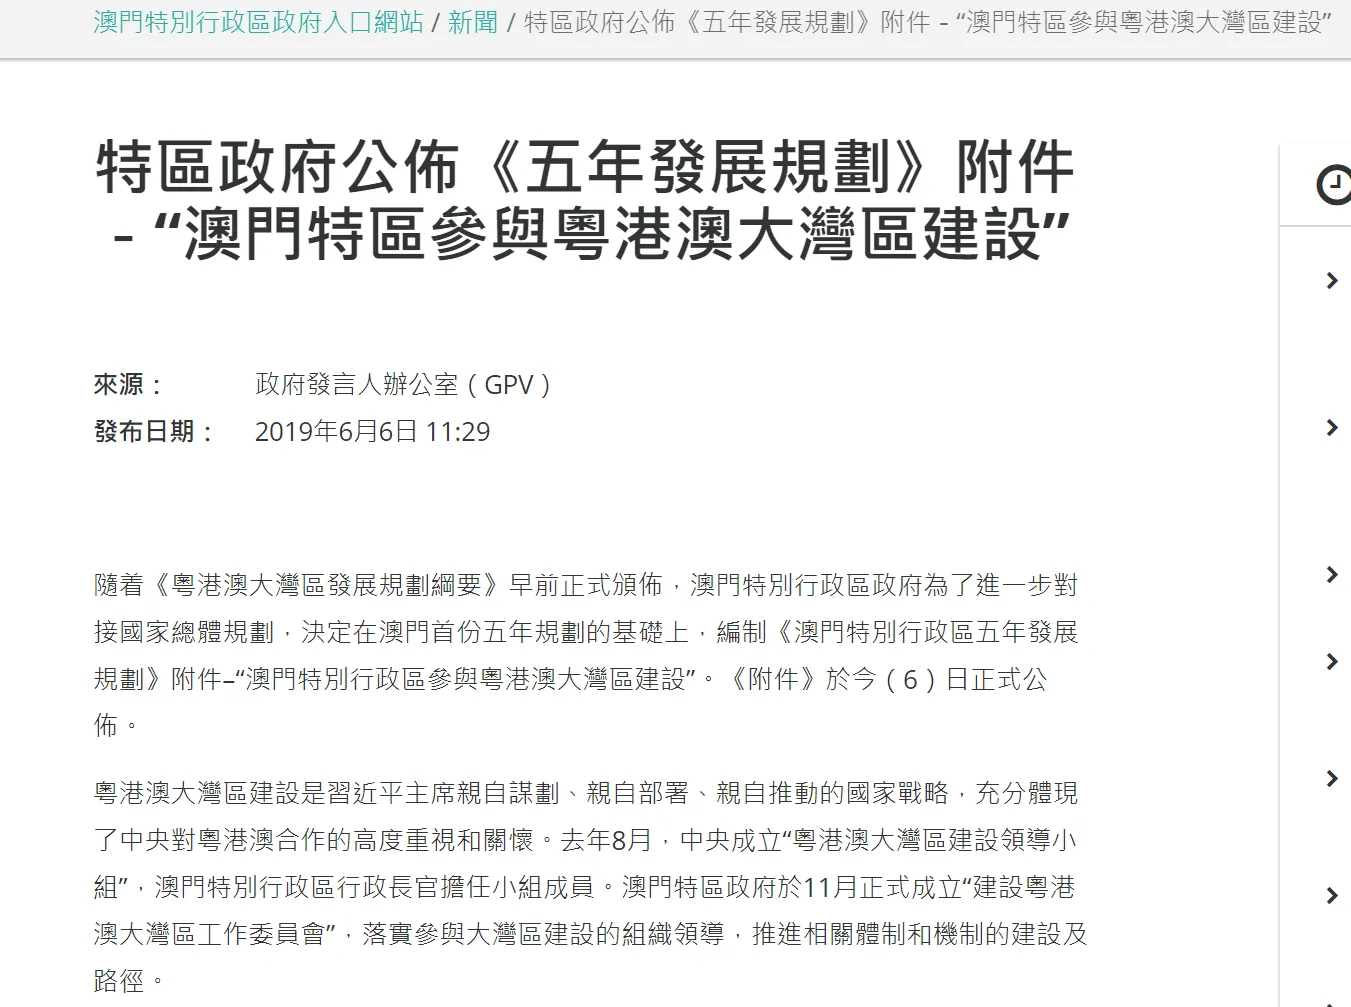 澳門特別行政區政府入口網站 / 新聞 / 特區政府公佈《五年發展規劃》附件 - “澳門特區參與粵港澳大灣區建設”
特區政府公佈《五年發展規劃》附件
- “澳門特區參與粵港澳大灣區建設”
來源： 政府發言人辦公室（GPV）
發布日期： 2019年6月6日 11:29
隨着《粵港澳大灣區發展規劃綱要》早前正式頒佈，澳門特別行政區政府為了進一步對
接國家總體規劃，決定在澳門首份五年規劃的基礎上，編制《澳門特別行政區五年發展
規劃》附件–“澳門特別行政區參與粵港澳大灣區建設”。《附件》於今（6）日正式公
佈。
粵港澳大灣區建設是習近平主席親自謀劃、親自部署、親自推動的國家戰略，充分體現
了中央對粵港澳合作的高度重視和關懷。去年8月，中央成立“粵港澳大灣區建設領導小
組”，澳門特別行政區行政長官擔任小組成員。澳門特區政府於11月正式成立“建設粵港
澳大灣區工作委員會”，落實參與大灣區建設的組織領導，推進相關體制和機制的建設及
路徑。